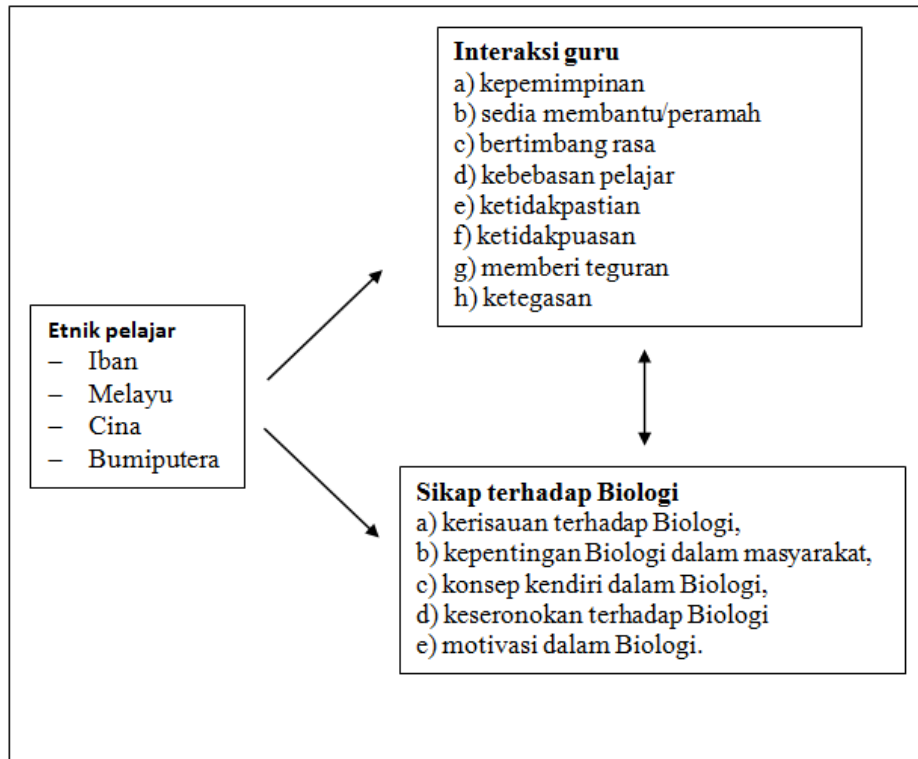 Interaksi guru
a) kepemimpinan
b) sedia membantu/peramah
c) bertimbang rasa
d) kebebasan pelajar
e) ketidakpastian
f) ketidakpuasan
g) memberi teguran
h) ketegasan
Etnik pelajar
– Iban
– Melayu
– Cina
– Bumiputera
Sikap terhadap Biologi
a) kerisauan terhadap Biologi,
b) kepentingan Biologi dalam masyarakat,
c) konsep kendiri dalam Biologi,
d) keseronokan terhadap Biologi
e) motivasi dalam Biologi.